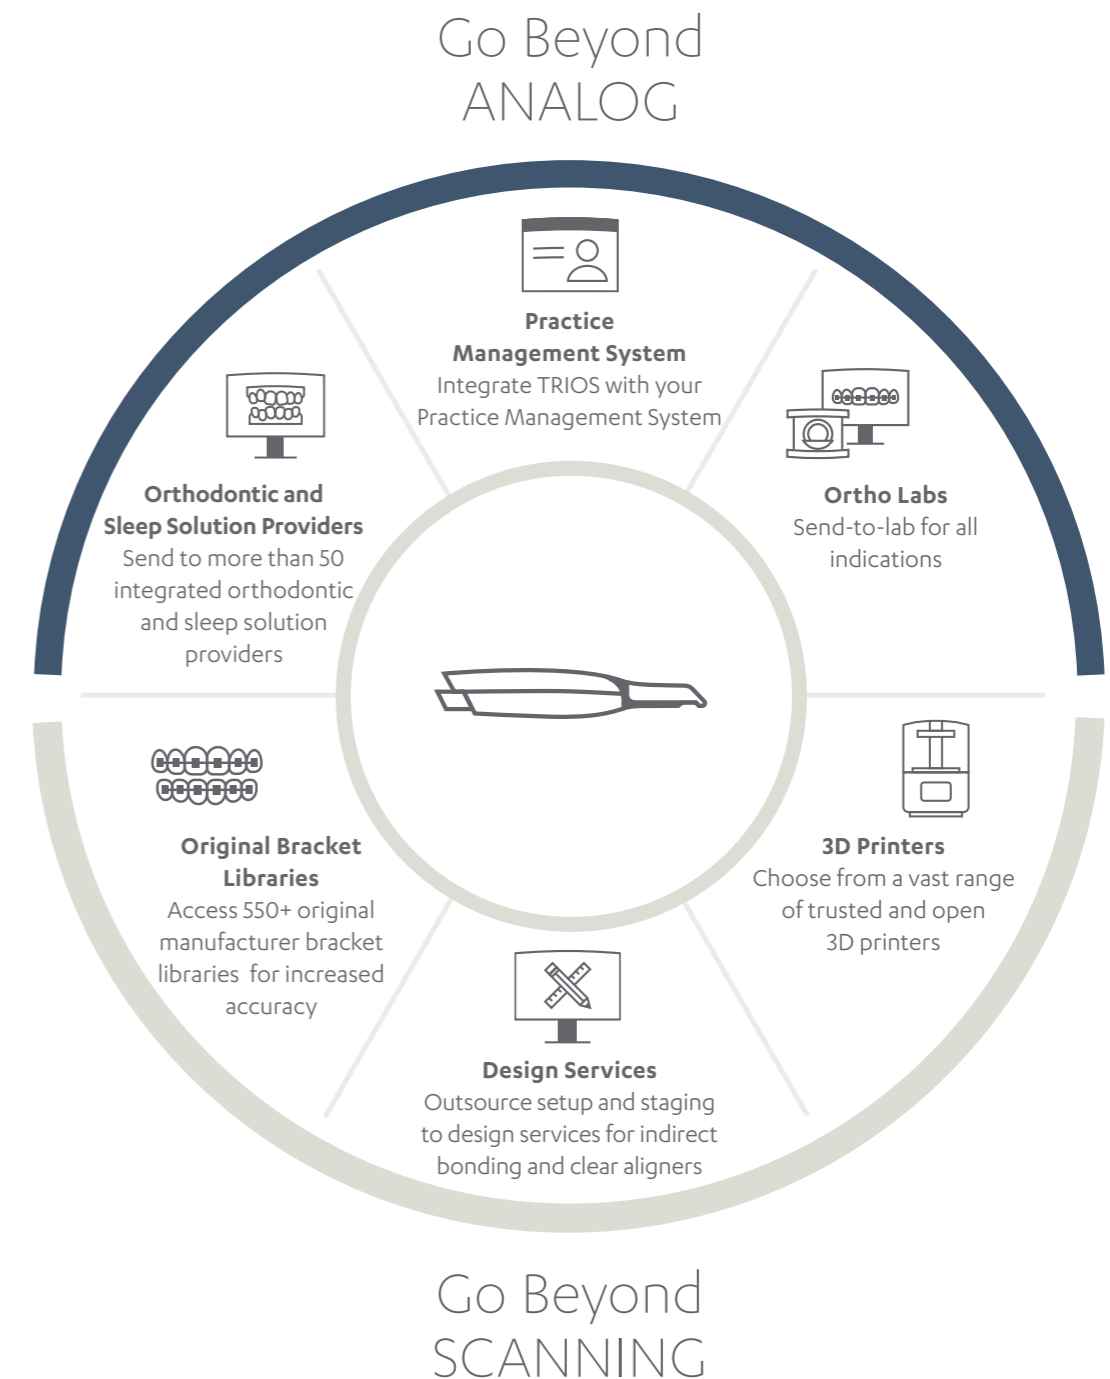 Go Beyond
ANALOG
Practice
Management System
Integrate TRIOS with your
Practice Management System
Orthodontic and
Sleep Solution Providers
Send to more than 50
integrated orthodontic
and sleep solution
providers
Ortho Labs
Send-to-lab for all
indications
Original Bracket
Libraries
Access 550+ original
manufacturer bracket
libraries for increased
accuracy
3D Printers
Choose from a vast range
of trusted and open
3D printers
Design Services
Outsource setup and staging
to design services for indirect
bonding and clear aligners
Go Beyond
SCANNING